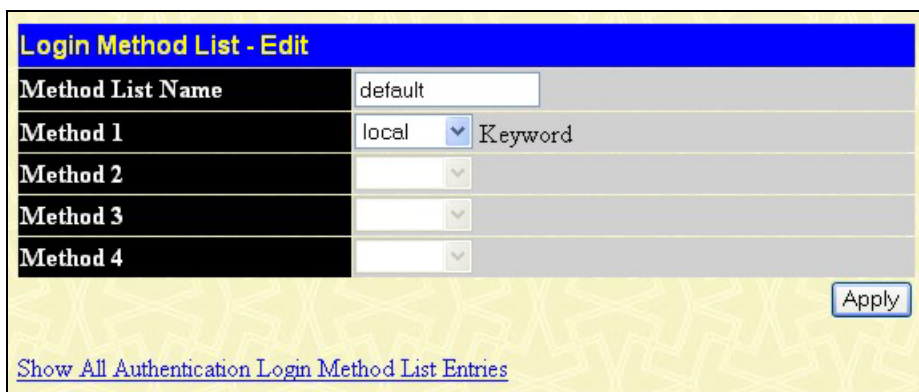 Login Method List - Edit
Method List Name default
Method 1 local Keyword
Method 2
Method 3
Method 4
Apply
Show All Authentication Login Method List Entries